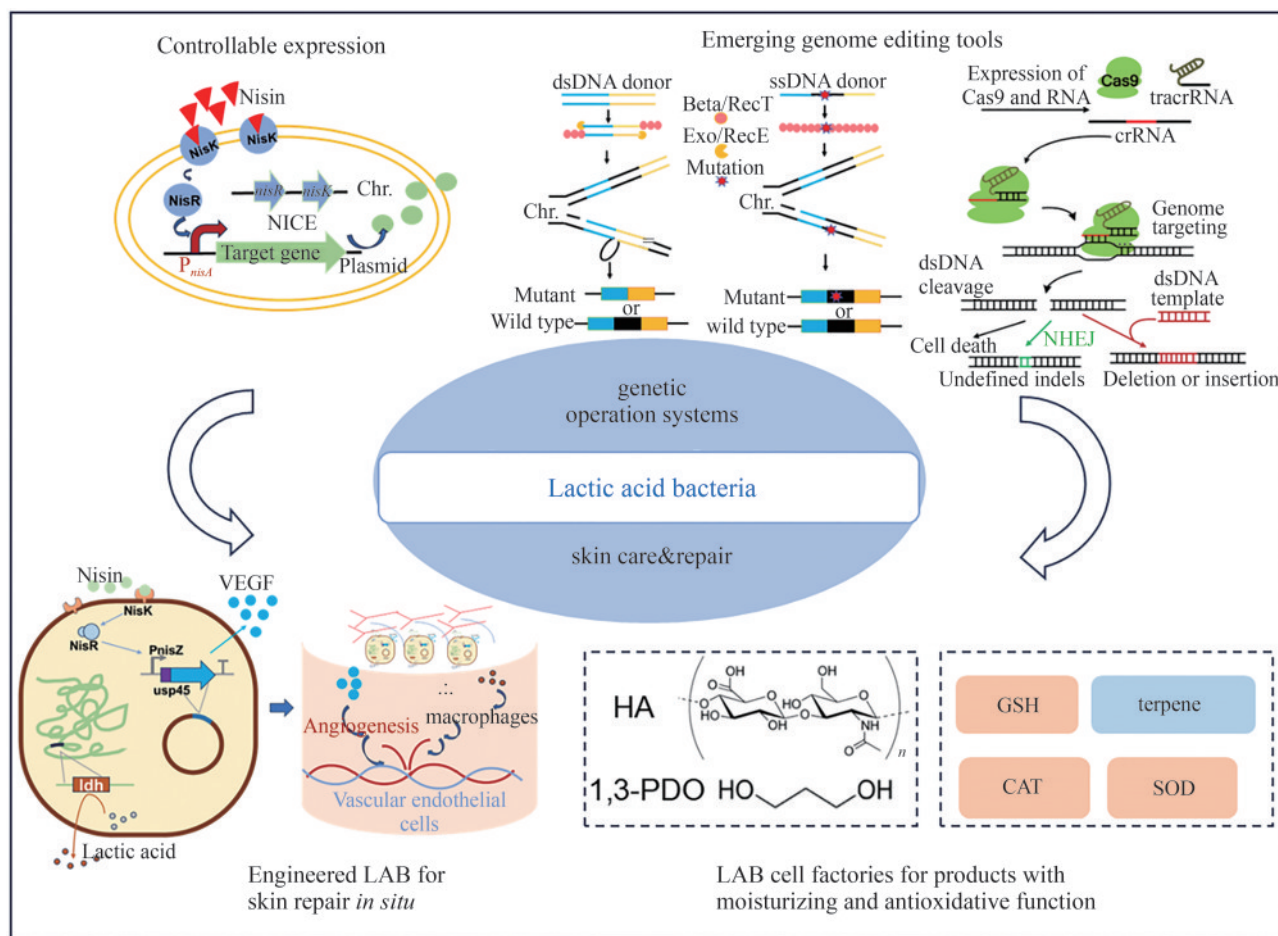 Controllable expression
Nisin
NisK
NisK
NisR
nisR
nisK
Chr.
NICE
Target gene
Plasmid
PnisA
Emerging genome editing tools
dsDNA donor
ssDNA donor
Beta/RecT
Exo/RecE
Mutation
Chr.
Chr.
Mutant
or
Wild type
Mutant
or
wild type
Expression of
Cas9 and RNA
Cas9
tracrRNA
crRNA
Genome
targeting
dsDNA
cleavage
dsDNA
template
Cell death
NHEJ
Undefined indels
Deletion or insertion
genetic
operation systems
Lactic acid bacteria
skin care&repair
Nisin
VEGF
NisK
NisR
PnisZ
usp45
ldh
Lactic acid
Angiogenesis
macrophages
Vascular endothelial
cells
Engineered LAB for
skin repair in situ
HA
OH
O
O
HO
OH
O
HO
O
O
NH
O
n
1,3-PDO
HO
OH
GSH
terpene
CAT
SOD
LAB cell factories for products with
moisturizing and antioxidative function